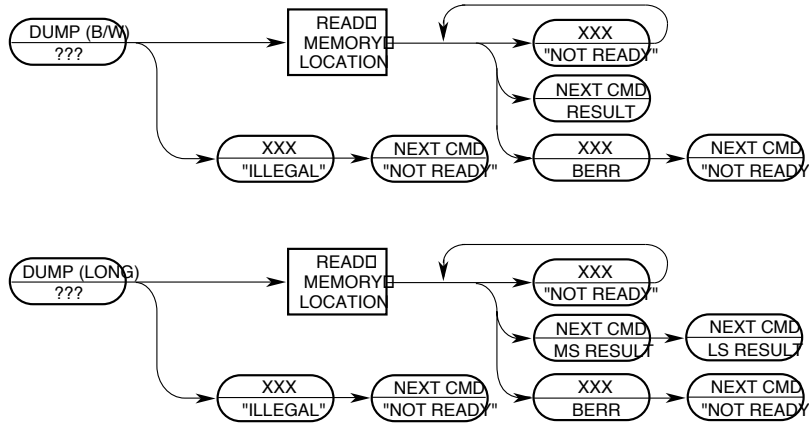 DUMP (B/W)
???
READ
MEMORY
LOCATION
XXX
"NOT READY"
NEXT CMD
RESULT
XXX
"ILLEGAL"
NEXT CMD
"NOT READY"
XXX
BERR
NEXT CMD
"NOT READY
DUMP (LONG)
???
READ
MEMORY
LOCATION
XXX
"NOT READY"
NEXT CMD
MS RESULT
NEXT CMD
LS RESULT
XXX
"ILLEGAL"
NEXT CMD
"NOT READY"
XXX
BERR
NEXT CMD
"NOT READY